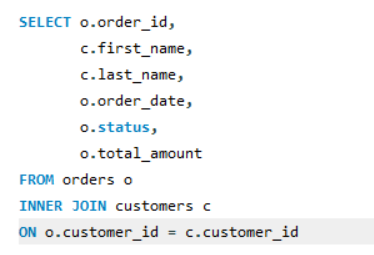 SELECT o.order_id,
       c.first_name,
       c.last_name,
       o.order_date,
       o.status,
       o.total_amount
FROM orders o
INNER JOIN customers c
ON o.customer_id = c.customer_id